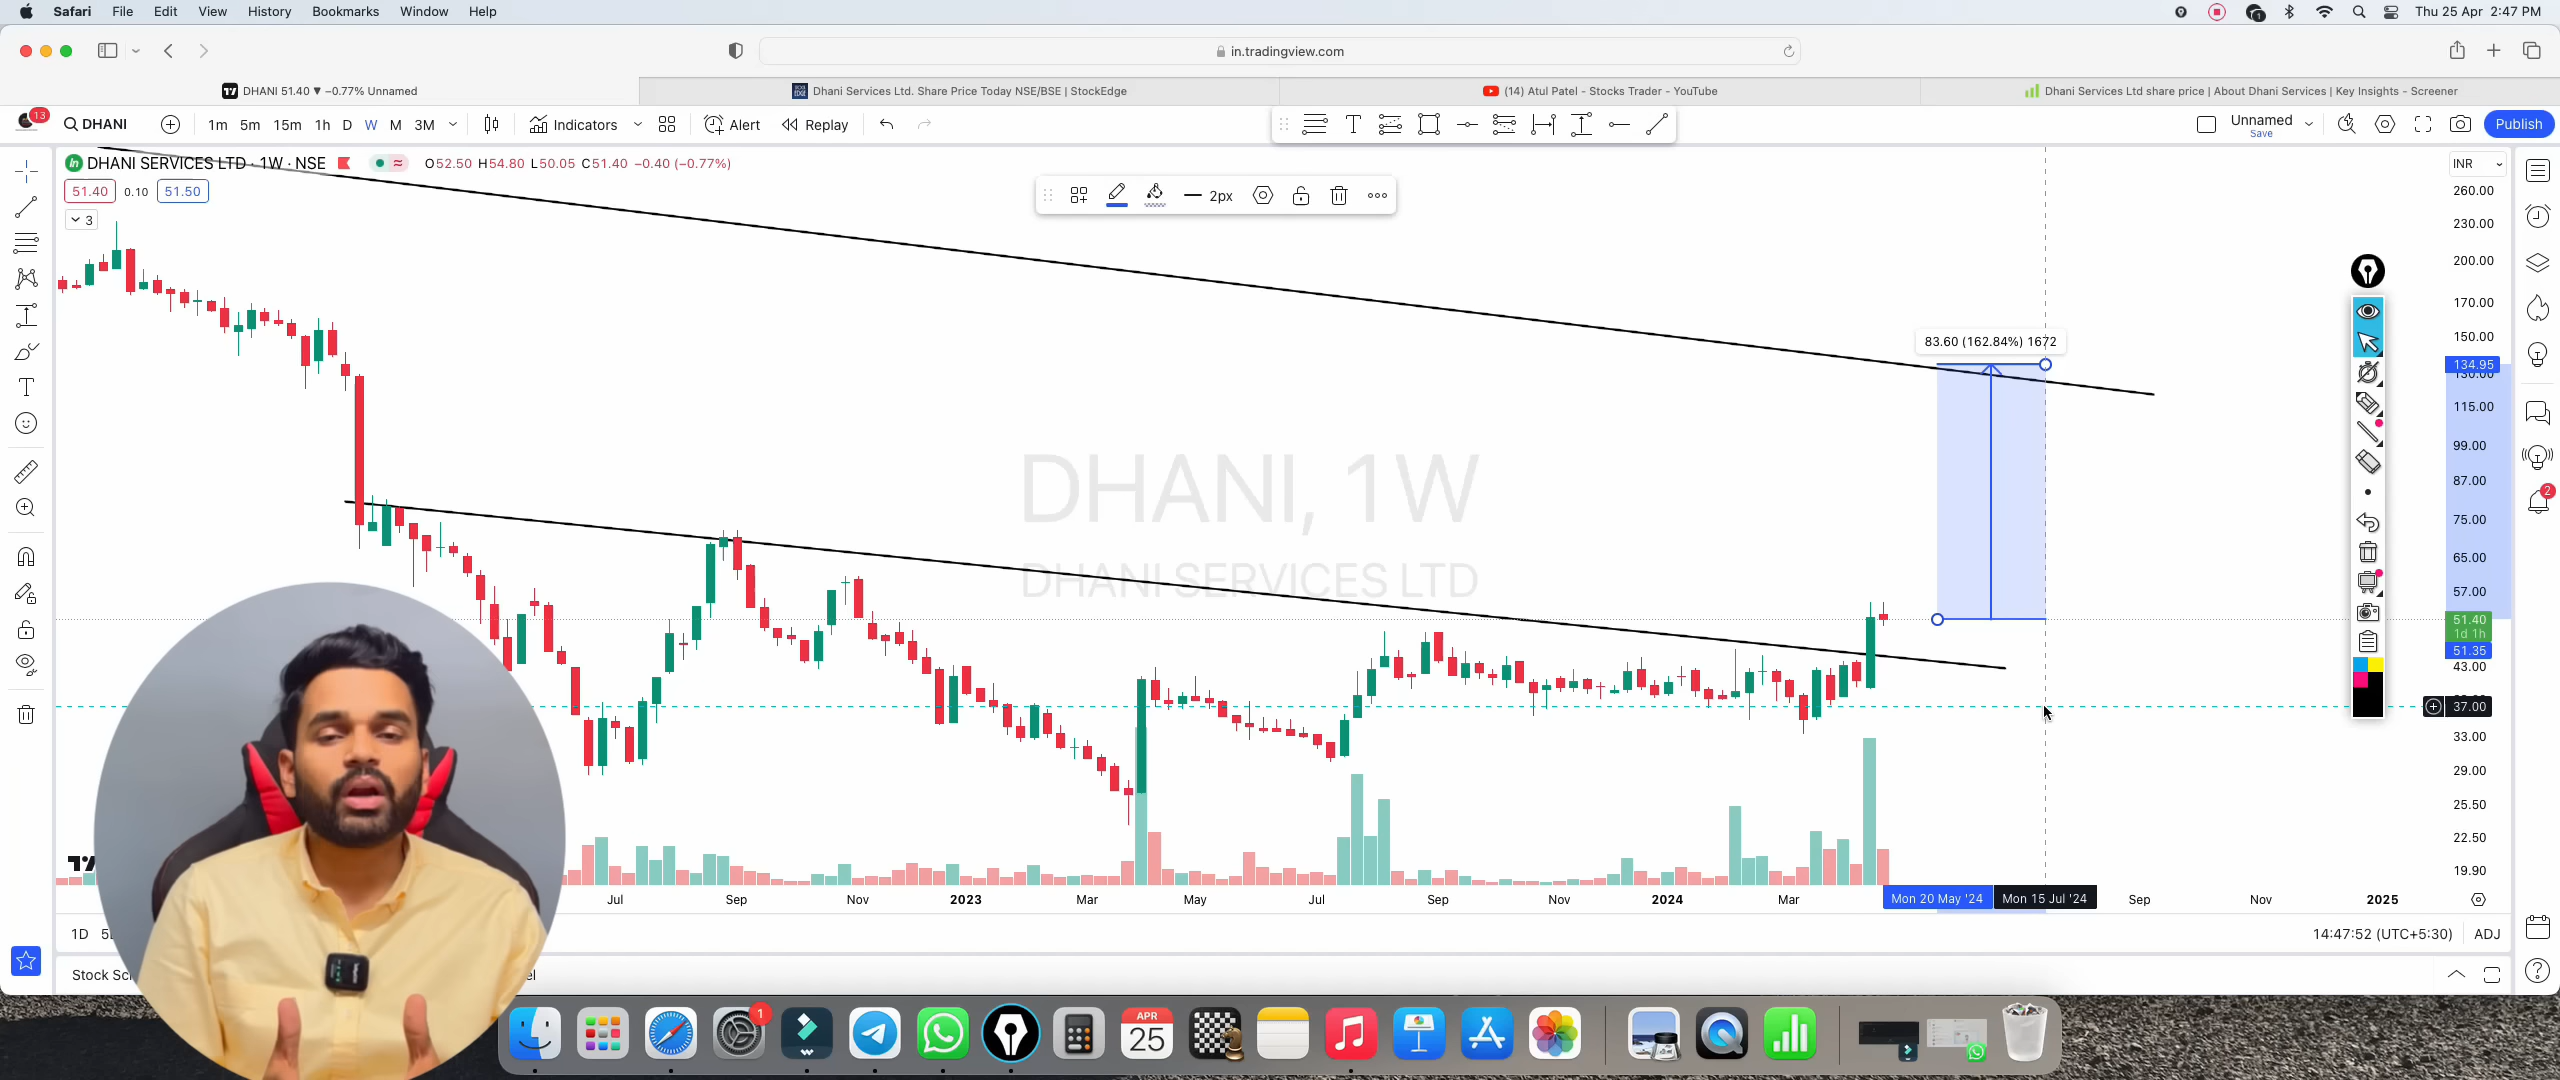 Safari File Edit View History Bookmarks Window Help
Thu 25 Apr 2:47 PM
in.tradingview.com
DHANI 51.40 ▼ −0.77% Unnamed
Dhani Services Ltd. Share Price Today NSE/BSE | StockEdge
(14) Atul Patel - Stocks Trader - YouTube
Dhani Services Ltd share price | About Dhani Services | Key Insights - Screener
13
DHANI
1m 5m 15m 1h D W M 3M
Indicators
Alert
Replay
Unnamed
Save
Publish
DHANI SERVICES LTD · 1W · NSE
O52.50 H54.80 L50.05 C51.40 −0.40 (−0.77%)
51.40 0.10 51.50
3
2px
INR
260.00
230.00
200.00
170.00
150.00
134.95
130.00
115.00
99.00
87.00
75.00
65.00
57.00
51.40
1d 1h
51.35
43.00
37.00
33.00
29.00
25.50
22.50
19.90
83.60 (162.84%) 1672
DHANI, 1W
DHANI SERVICES LTD
2
Jul Sep Nov 2023 Mar May Jul Sep Nov 2024 Mar
Mon 20 May '24
Mon 15 Jul '24
Sep Nov 2025
1D
14:47:52 (UTC+5:30)
ADJ
Stock
1
APR
25